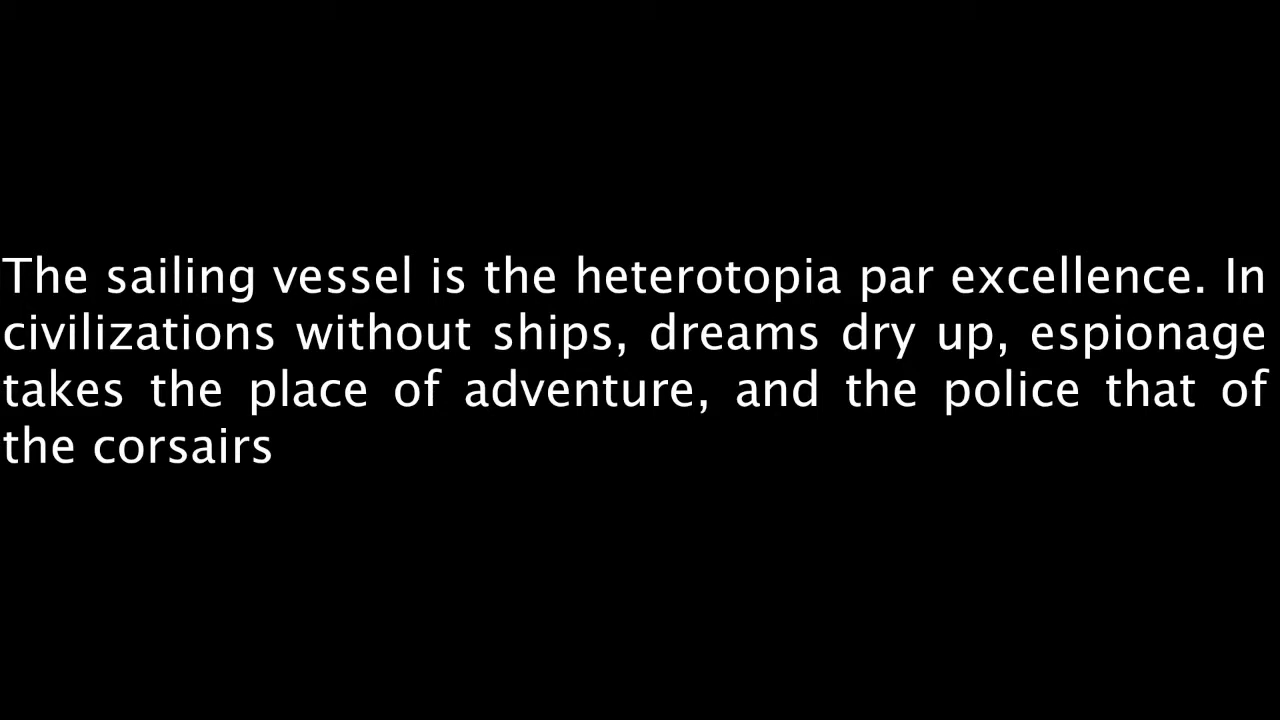 The sailing vessel is the heterotopia par excellence. In
civilizations without ships, dreams dry up, espionage
takes the place of adventure, and the police that of
the corsairs